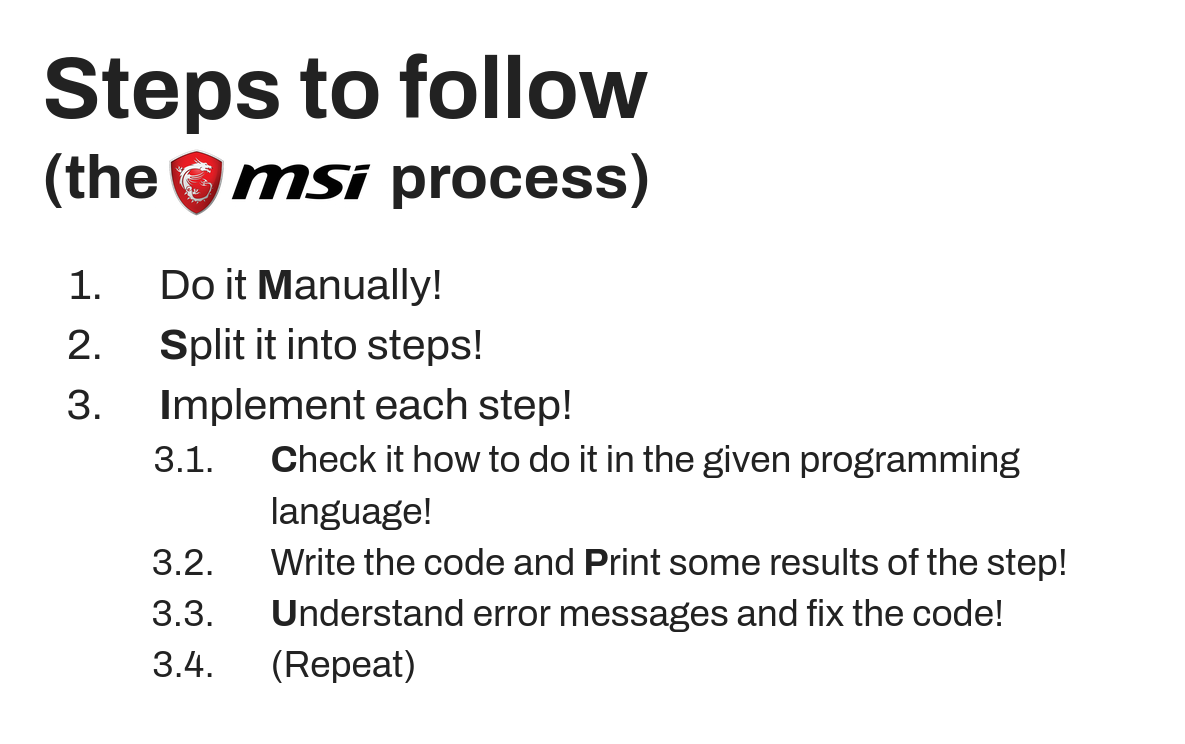 Steps to follow
(the msi process)
1. Do it Manually!
2. Split it into steps!
3. Implement each step!
3.1. Check it how to do it in the given programming
language!
3.2. Write the code and Print some results of the step!
3.3. Understand error messages and fix the code!
3.4. (Repeat)